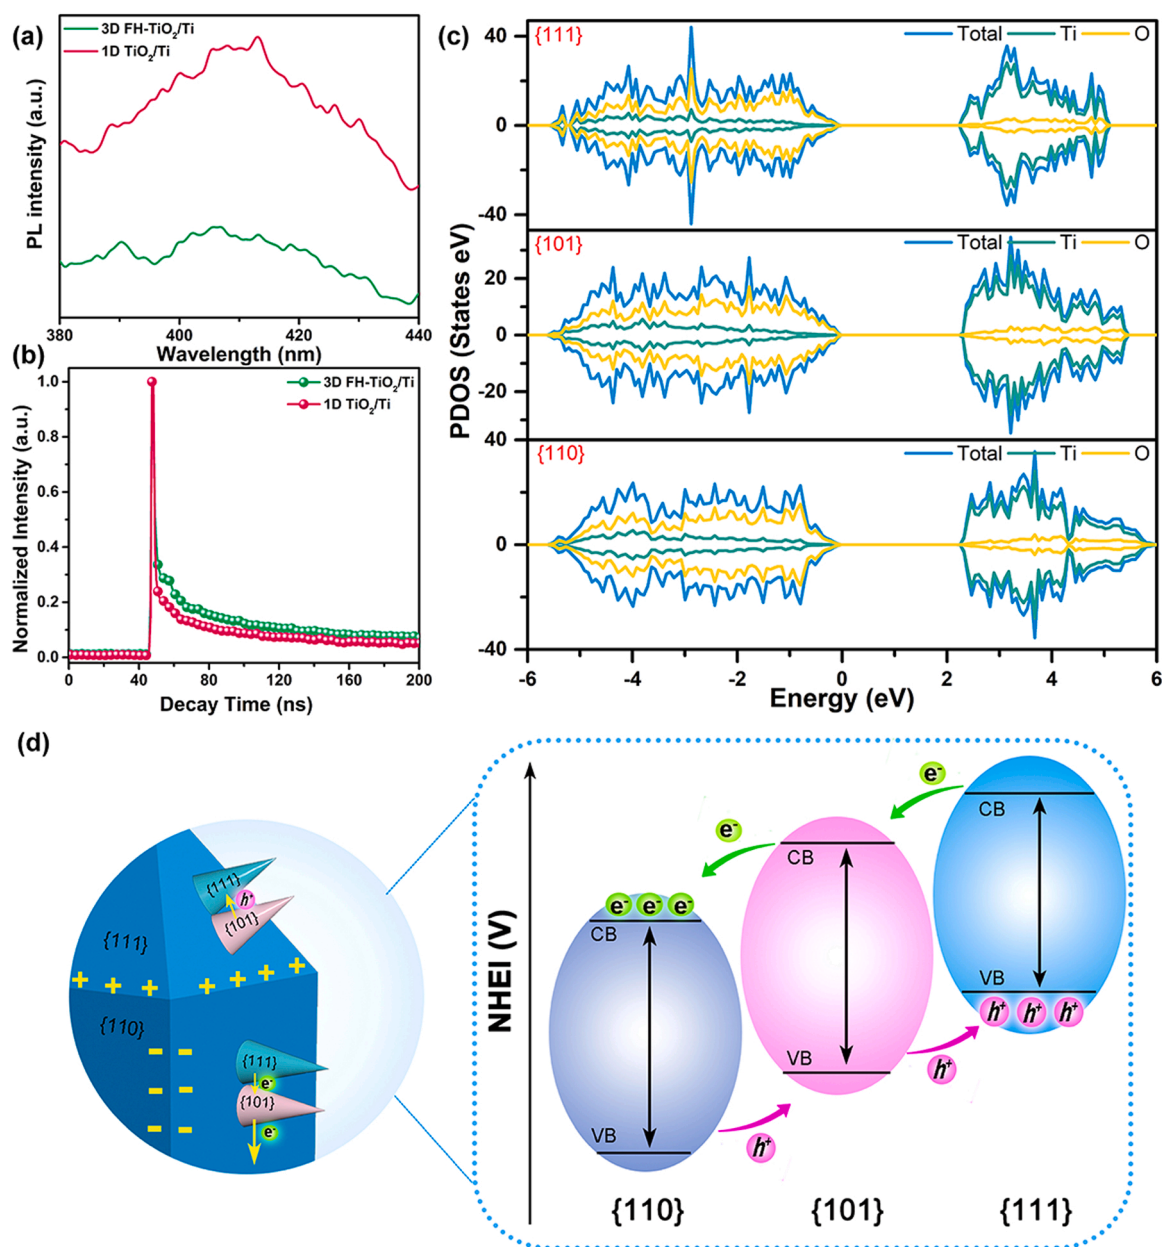 (a)
3D FH-TiO₂/Ti
1D TiO₂/Ti
PL intensity (a.u.)
380 400 420 440
Wavelength (nm)
(b)
3D FH-TiO₂/Ti
1D TiO₂/Ti
Normalized Intensity (a.u.)
1.0
0.8
0.6
0.4
0.2
0.0
0 40 80 120 160 200
Decay Time (ns)
(c)
PDOS (States eV)
{111}
Total Ti O
40
20
0
-20
-40
{101}
Total Ti O
20
0
-20
40
{110}
Total Ti O
0
-40
-6 -4 -2 0 2 4 6
Energy (eV)
(d)
{111}
h⁺
{101}
{111}
+ + + + + + +
{110}
- -
- -
- -
{111}
e⁻
{101}
e⁻
NHEI (V)
e⁻
e⁻
e⁻ e⁻ e⁻
CB
CB
CB
VB
VB
VB
h⁺ h⁺ h⁺
h⁺
h⁺
{110} {101} {111}